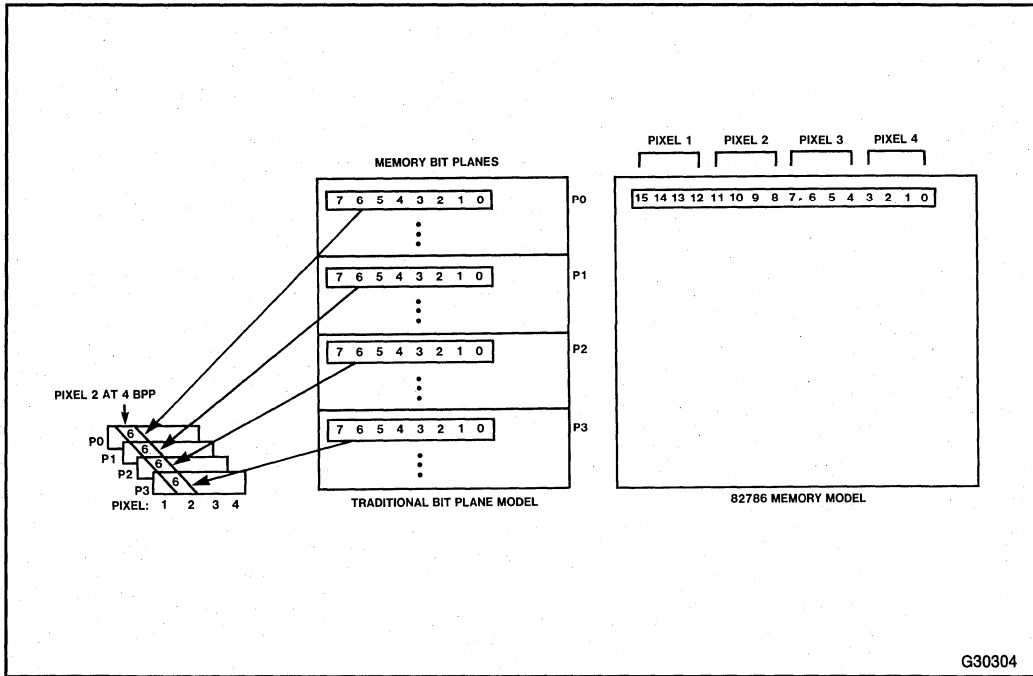 PIXEL 1 PIXEL 2 PIXEL 3 PIXEL 4
MEMORY BIT PLANES
7 6 5 4 3 2 1 0 P0
15 14 13 12 11 10 9 8 7 6 5 4 3 2 1 0
7 6 5 4 3 2 1 0 P1
7 6 5 4 3 2 1 0 P2
7 6 5 4 3 2 1 0 P3
PIXEL 2 AT 4 BPP
P0 6
P1 6
P2 6
P3 6
PIXEL: 1 2 3 4
TRADITIONAL BIT PLANE MODEL
82786 MEMORY MODEL
G30304